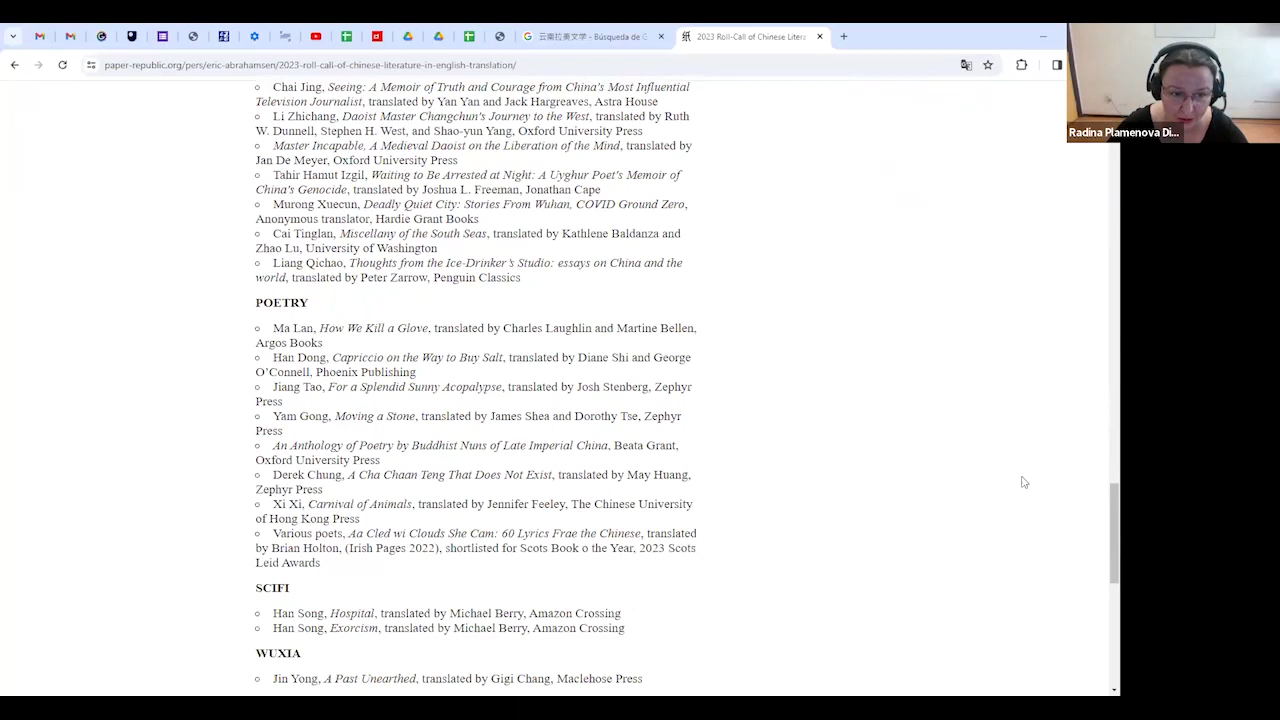 云南拉美文学 - Búsqueda de G
2023 Roll-Call of Chinese Litera
paper-republic.org/pers/eric-abrahamsen/2023-roll-call-of-chinese-literature-in-english-translation/
Radina Plamenova Di...
Chai Jing, Seeing: A Memoir of Truth and Courage from China's Most Influential
Television Journalist, translated by Yan Yan and Jack Hargreaves, Astra House
Li Zhichang, Daoist Master Changchun's Journey to the West, translated by Ruth
W. Dunnell, Stephen H. West, and Shao-yun Yang, Oxford University Press
Master Incapable, A Medieval Daoist on the Liberation of the Mind, translated by
Jan De Meyer, Oxford University Press
Tahir Hamut Izgil, Waiting to Be Arrested at Night: A Uyghur Poet's Memoir of
China's Genocide, translated by Joshua L. Freeman, Jonathan Cape
Murong Xuecun, Deadly Quiet City: Stories From Wuhan, COVID Ground Zero,
Anonymous translator, Hardie Grant Books
Cai Tinglan, Miscellany of the South Seas, translated by Kathlene Baldanza and
Zhao Lu, University of Washington
Liang Qichao, Thoughts from the Ice-Drinker's Studio: essays on China and the
world, translated by Peter Zarrow, Penguin Classics
POETRY
Ma Lan, How We Kill a Glove, translated by Charles Laughlin and Martine Bellen,
Argos Books
Han Dong, Capriccio on the Way to Buy Salt, translated by Diane Shi and George
O'Connell, Phoenix Publishing
Jiang Tao, For a Splendid Sunny Acopalypse, translated by Josh Stenberg, Zephyr
Press
Yam Gong, Moving a Stone, translated by James Shea and Dorothy Tse, Zephyr
Press
An Anthology of Poetry by Buddhist Nuns of Late Imperial China, Beata Grant,
Oxford University Press
Derek Chung, A Cha Chaan Teng That Does Not Exist, translated by May Huang,
Zephyr Press
Xi Xi, Carnival of Animals, translated by Jennifer Feeley, The Chinese University
of Hong Kong Press
Various poets, Aa Cled wi Clouds She Cam: 60 Lyrics Frae the Chinese, translated
by Brian Holton, (Irish Pages 2022), shortlisted for Scots Book o the Year, 2023 Scots
Leid Awards
SCIFI
Han Song, Hospital, translated by Michael Berry, Amazon Crossing
Han Song, Exorcism, translated by Michael Berry, Amazon Crossing
WUXIA
Jin Yong, A Past Unearthed, translated by Gigi Chang, Maclehose Press